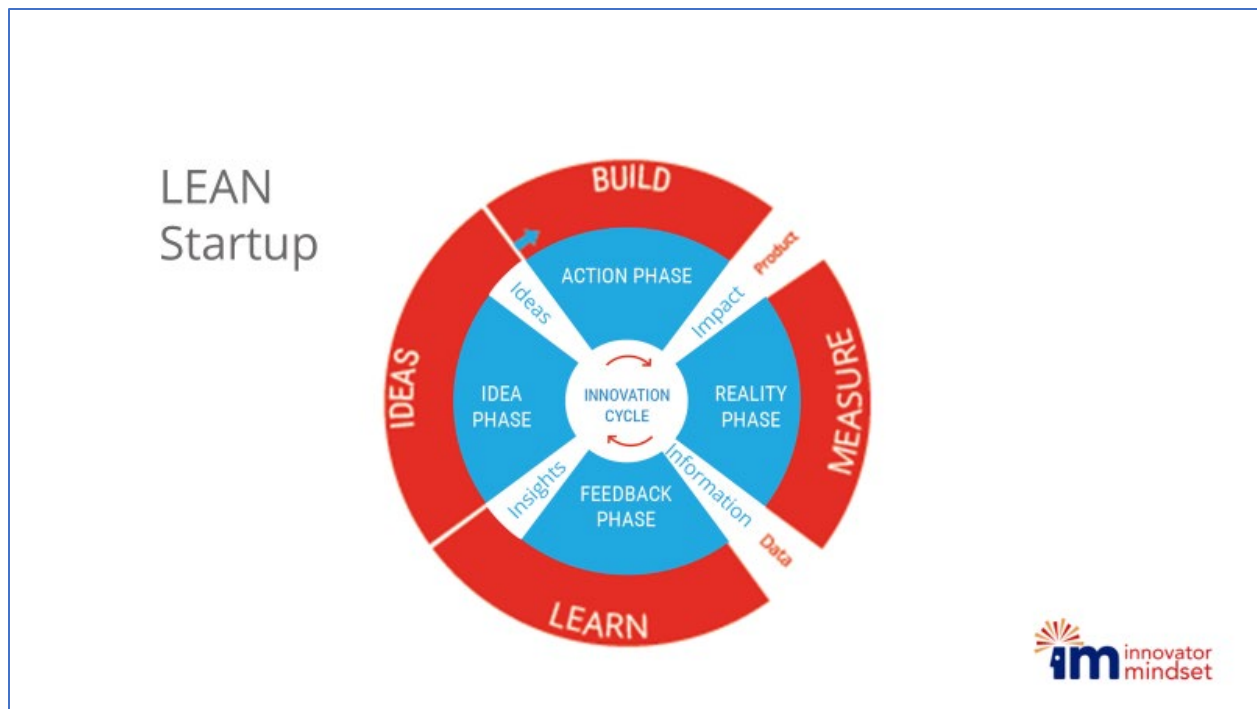 LEAN
Startup
BUILD
ACTION PHASE
Product
Impact
Ideas
IDEAS
IDEA
PHASE
INNOVATION
CYCLE
REALITY
PHASE
MEASURE
Insights
FEEDBACK
PHASE
Information
Data
LEARN
im innovator
mindset